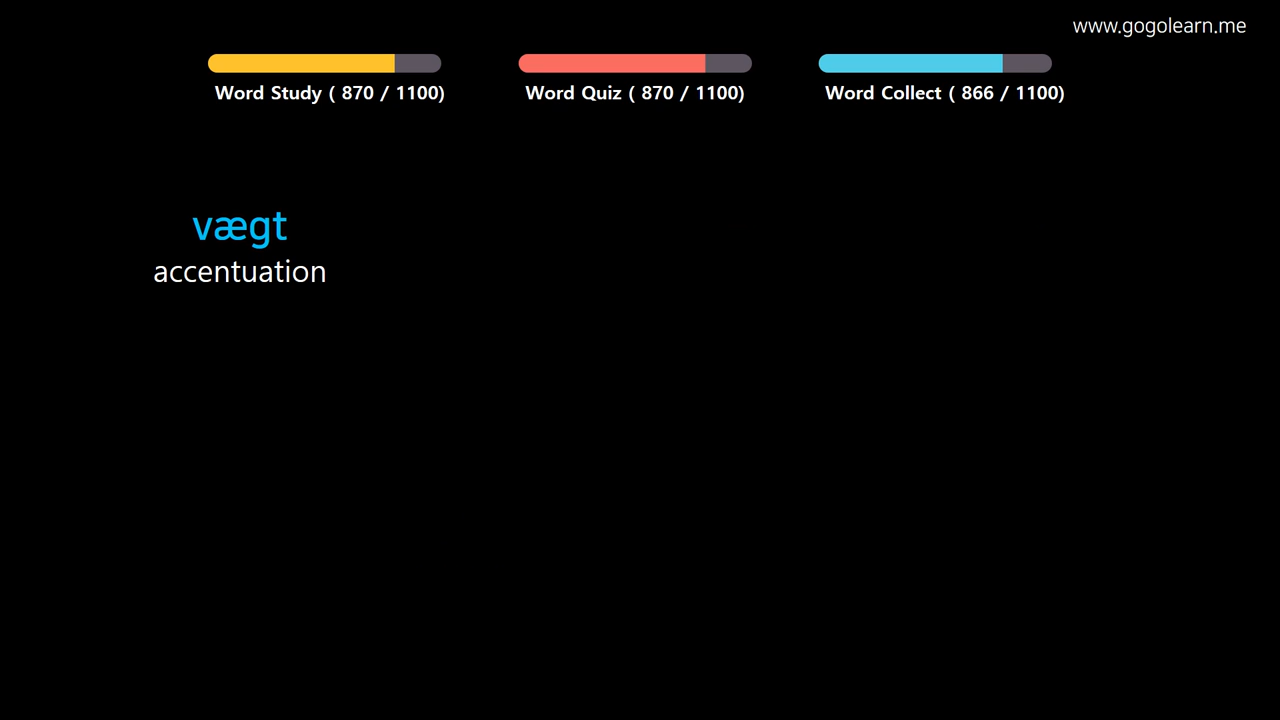 www.gogolearn.me
Word Study ( 870 / 1100)
Word Quiz ( 870 / 1100)
Word Collect ( 866 / 1100)
vægt
accentuation